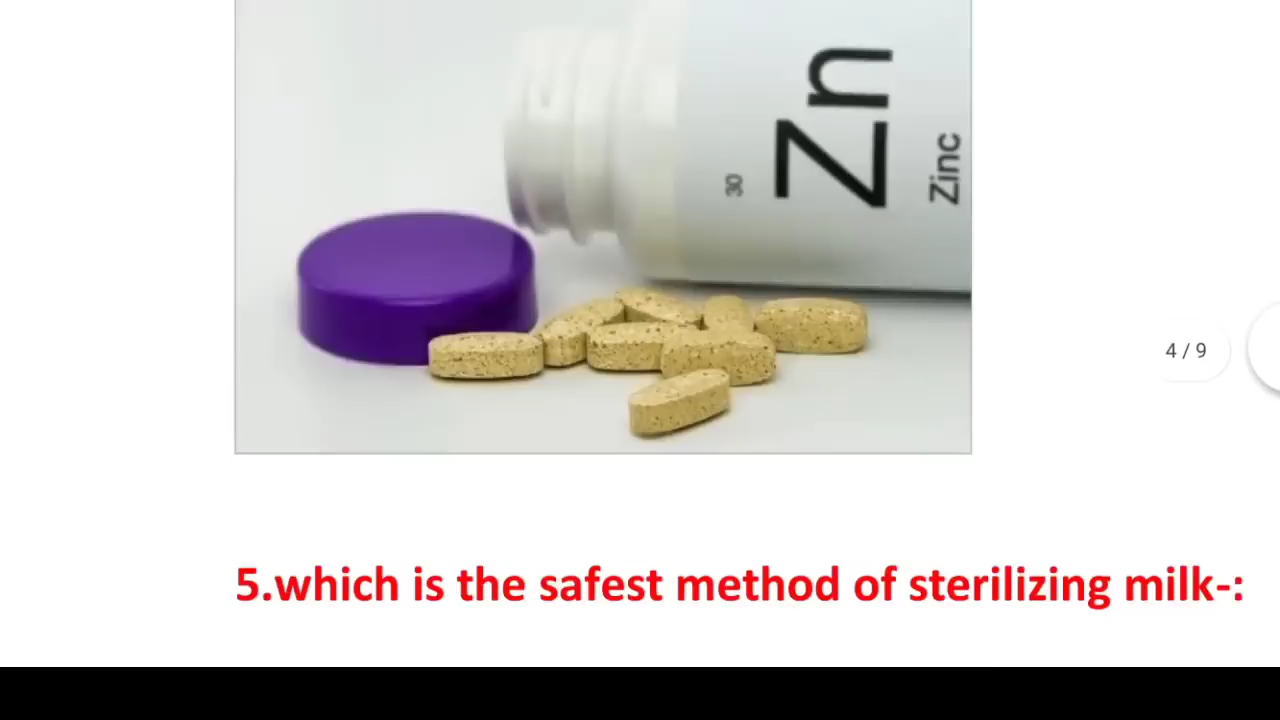 30
Zn
Zinc
4 / 9
5.which is the safest method of sterilizing milk-: